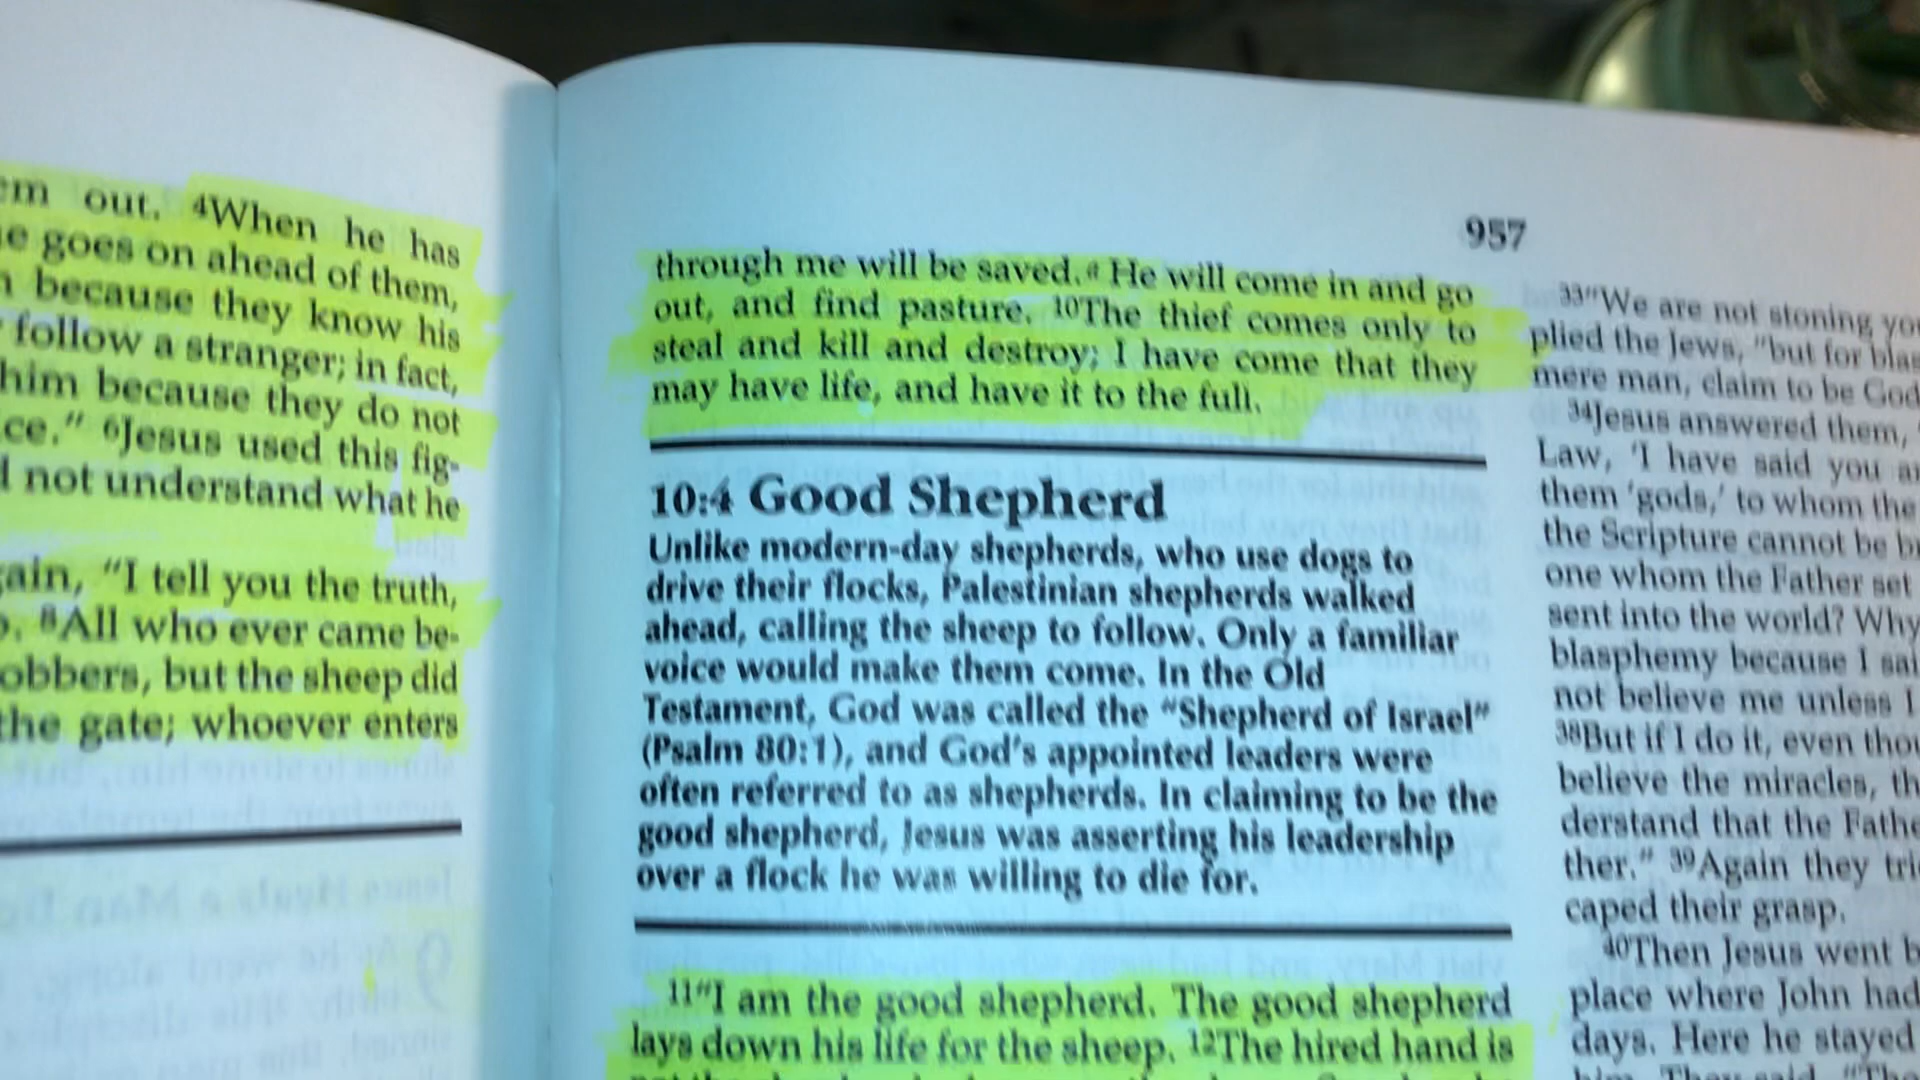 em out. 4When he has
e goes on ahead of them,
because they know his
follow a stranger; in fact,
him because they do not
ce." 6Jesus used this fig-
not understand what he
ain, "I tell you the truth,
8All who ever came be-
obbers, but the sheep did
the gate; whoever enters
957
through me will be saved.a He will come in and go
out, and find pasture. 10The thief comes only to
steal and kill and destroy; I have come that they
may have life, and have it to the full.
10:4 Good Shepherd
Unlike modern-day shepherds, who use dogs to
drive their flocks, Palestinian shepherds walked
ahead, calling the sheep to follow. Only a familiar
voice would make them come. In the Old
Testament, God was called the "Shepherd of Israel"
(Psalm 80:1), and God's appointed leaders were
often referred to as shepherds. In claiming to be the
good shepherd, Jesus was asserting his leadership
over a flock he was willing to die for.
11"I am the good shepherd. The good shepherd
lays down his life for the sheep. 12The hired hand is
33"We are not stoning you
plied the Jews, "but for blas
mere man, claim to be God
34Jesus answered them,
Law, 'I have said you ar
them 'gods,' to whom the
the Scripture cannot be br
one whom the Father set
sent into the world? Why
blasphemy because I sai
not believe me unless I
38But if I do it, even thou
believe the miracles, th
derstand that the Fathe
ther." 39Again they trie
caped their grasp.
40Then Jesus went b
place where John had
days. Here he stayed